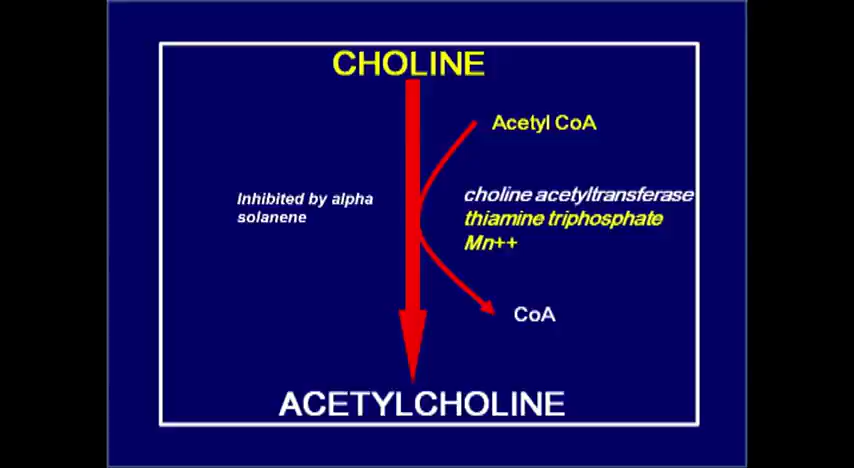 CHOLINE
Acetyl CoA
Inhibited by alpha
solanene
choline acetyltransferase
thiamine triphosphate
Mn++
CoA
ACETYLCHOLINE